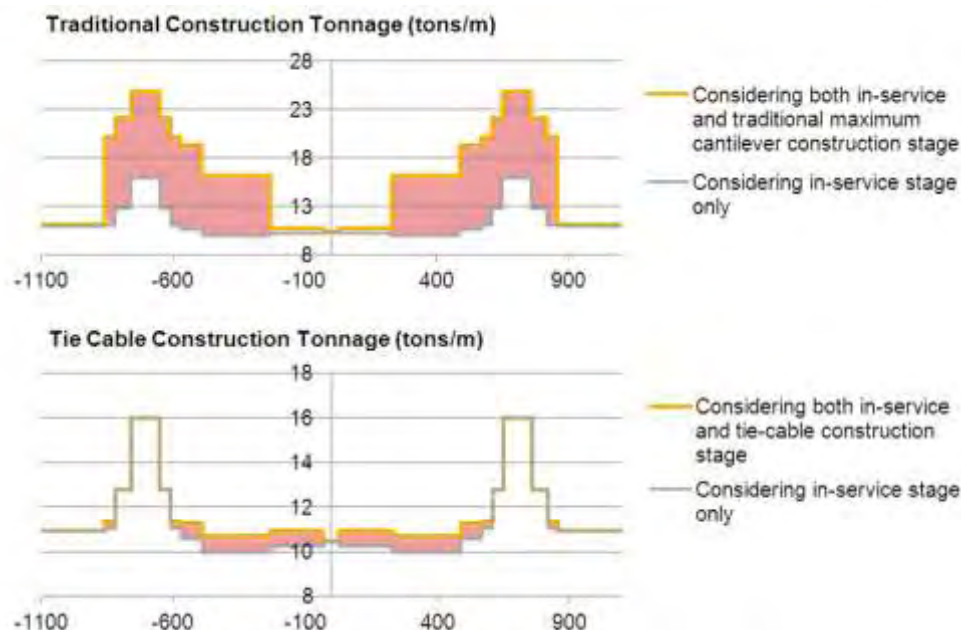 Traditional Construction Tonnage (tons/m)
28
23
18
13
8
-1100 -600 -100 400 900
Considering both in-service
and traditional maximum
cantilever construction stage
Considering in-service stage
only
Tie Cable Construction Tonnage (tons/m)
18
16
14
12
10
8
-1100 -600 -100 400 900
Considering both in-service
and tie-cable construction
stage
Considering in-service stage
only